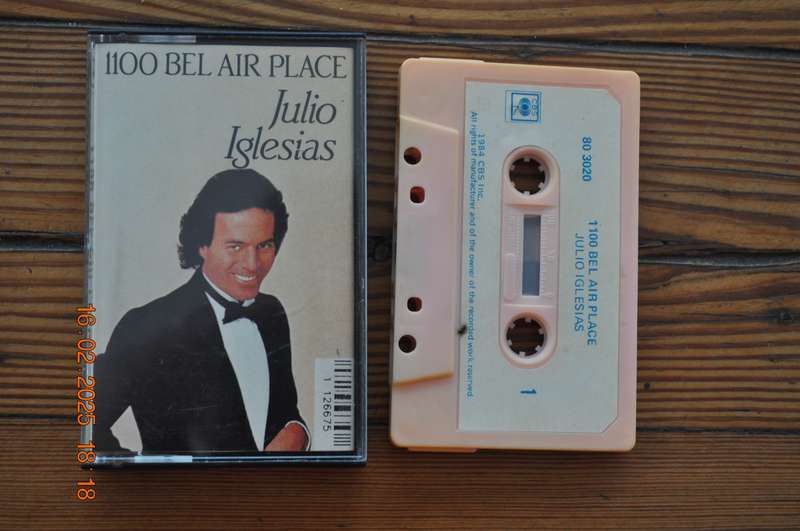 1100 BEL AIR PLACE
Julio
Iglesias
1 126675
CBS
80 3020
1100 BEL AIR PLACE
JULIO IGLESIAS
1
1984 CBS Inc.
All rights of manufacturer and of the owner of the recorded work reserved.
16.02.2025 18:18